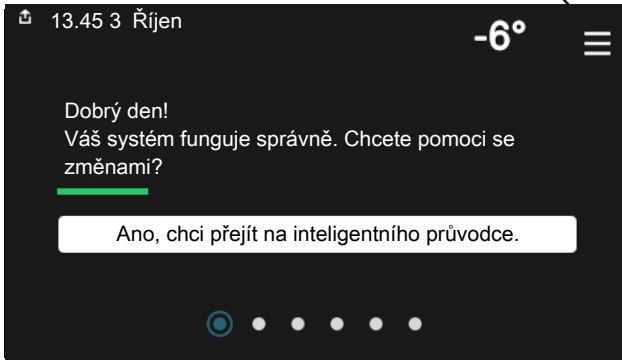 13.45 3 Říjen
-6°
Dobrý den!
Váš systém funguje správně. Chcete pomoci se
změnami?
Ano, chci přejít na inteligentního průvodce.